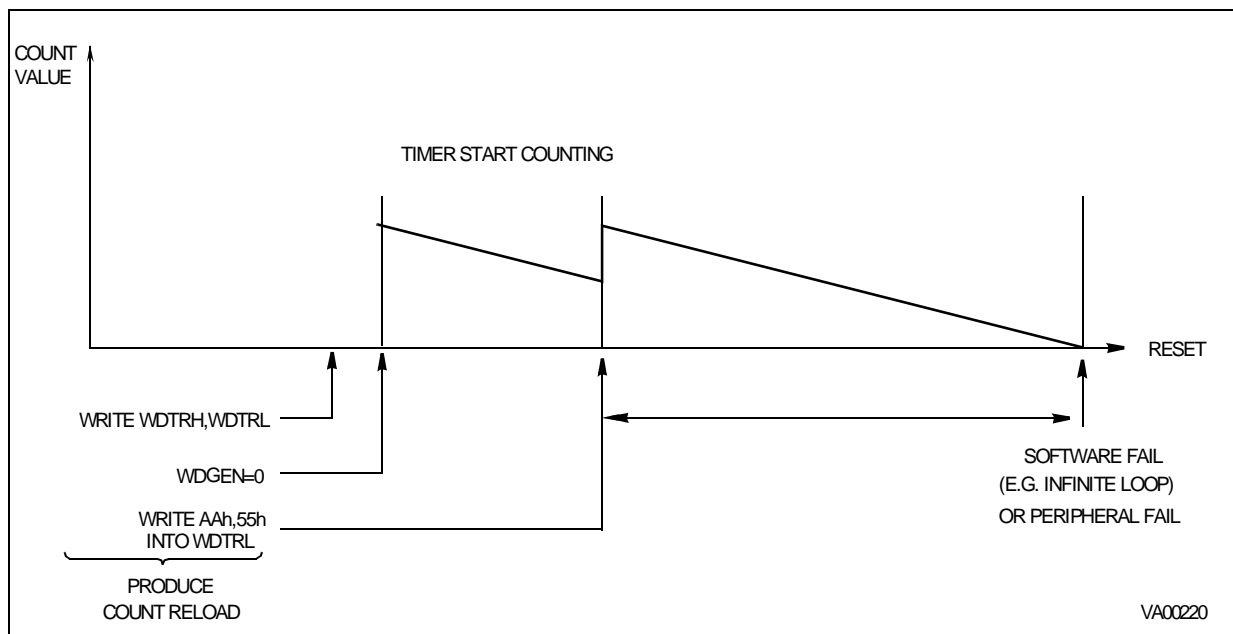 COUNT
VALUE
TIMER START COUNTING
RESET
WRITE WDTRH,WDTRL
WDGEN=0
WRITE AAh,55h
INTO WDTRL
PRODUCE
COUNT RELOAD
SOFTWARE FAIL
(E.G. INFINITE LOOP)
OR PERIPHERAL FAIL
VA00220